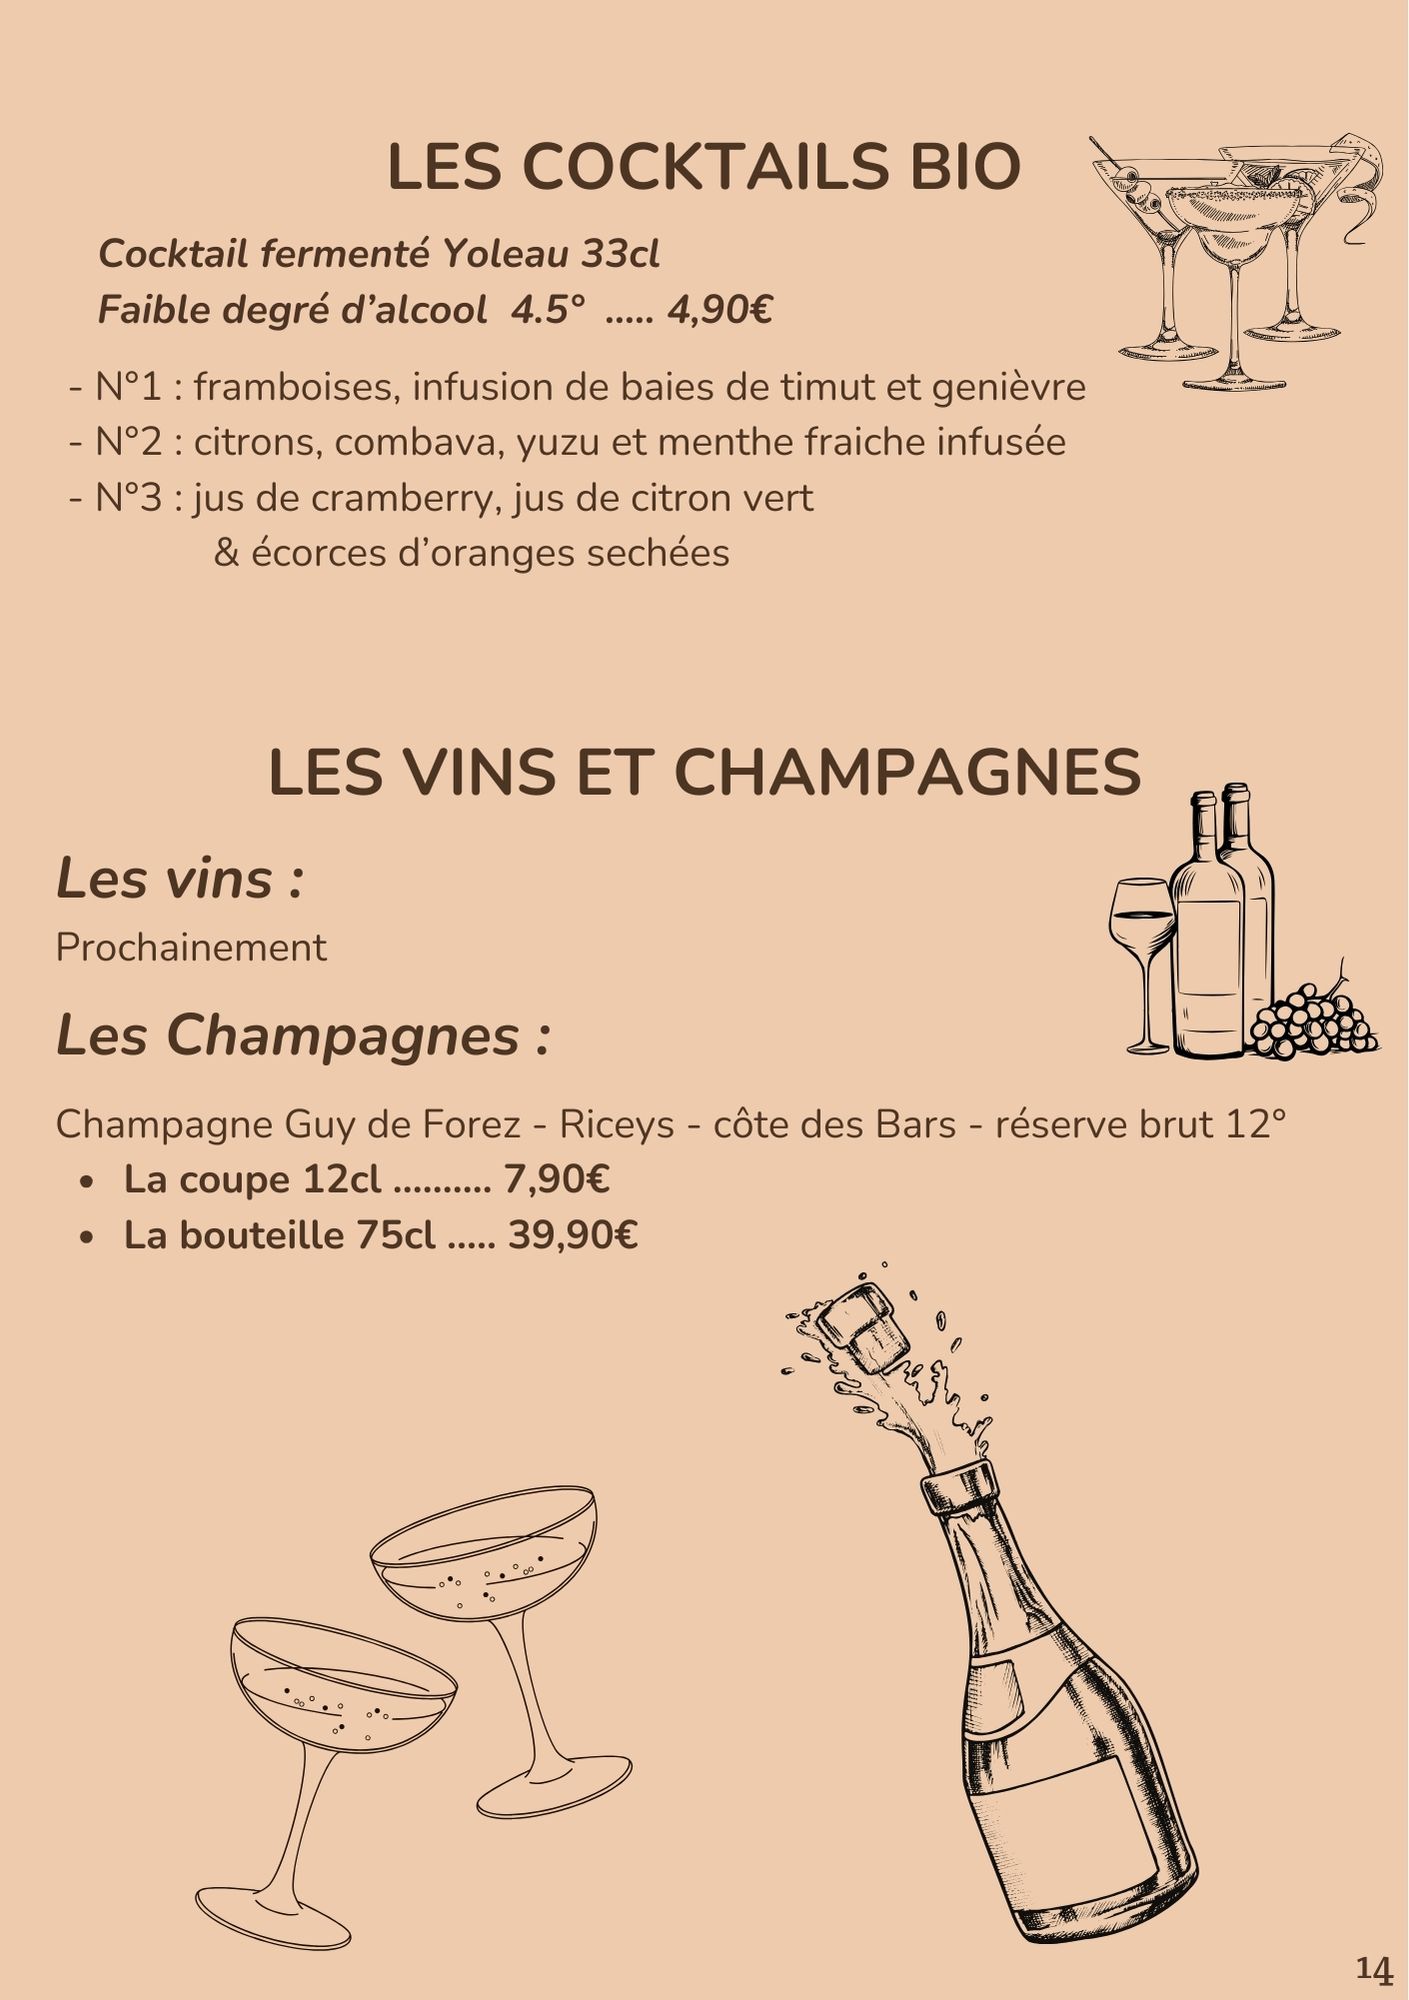 LES COCKTAILS BIO
Cocktail fermenté Yoleau 33cl
Faible degré d’alcool  4.5°  ..... 4,90€
- N°1 : framboises, infusion de baies de timut et genièvre
- N°2 : citrons, combava, yuzu et menthe fraiche infusée
- N°3 : jus de cramberry, jus de citron vert
& écorces d’oranges sechées
LES VINS ET CHAMPAGNES
Les vins :
Prochainement
Les Champagnes :
Champagne Guy de Forez - Riceys - côte des Bars - réserve brut 12°
• La coupe 12cl .......... 7,90€
• La bouteille 75cl ..... 39,90€
14